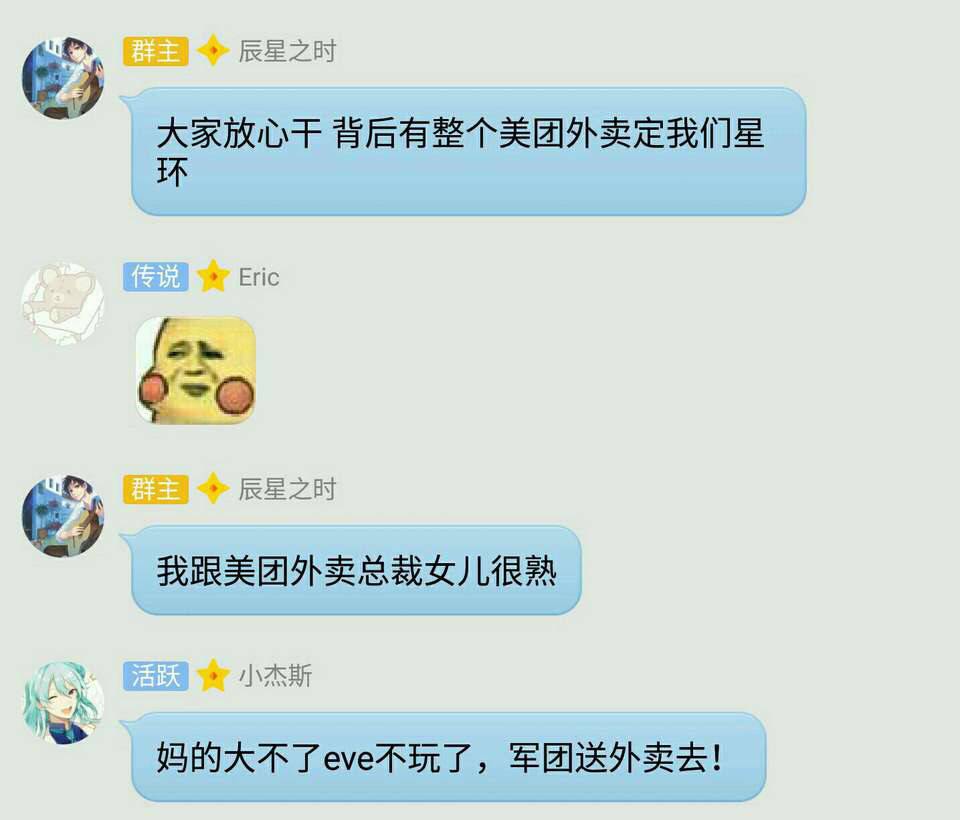 群主 辰星之时
大家放心干 背后有整个美团外卖定我们星
环
传说 Eric
群主 辰星之时
我跟美团外卖总裁女儿很熟
活跃 小杰斯
妈的大不了eve不玩了，军团送外卖去！